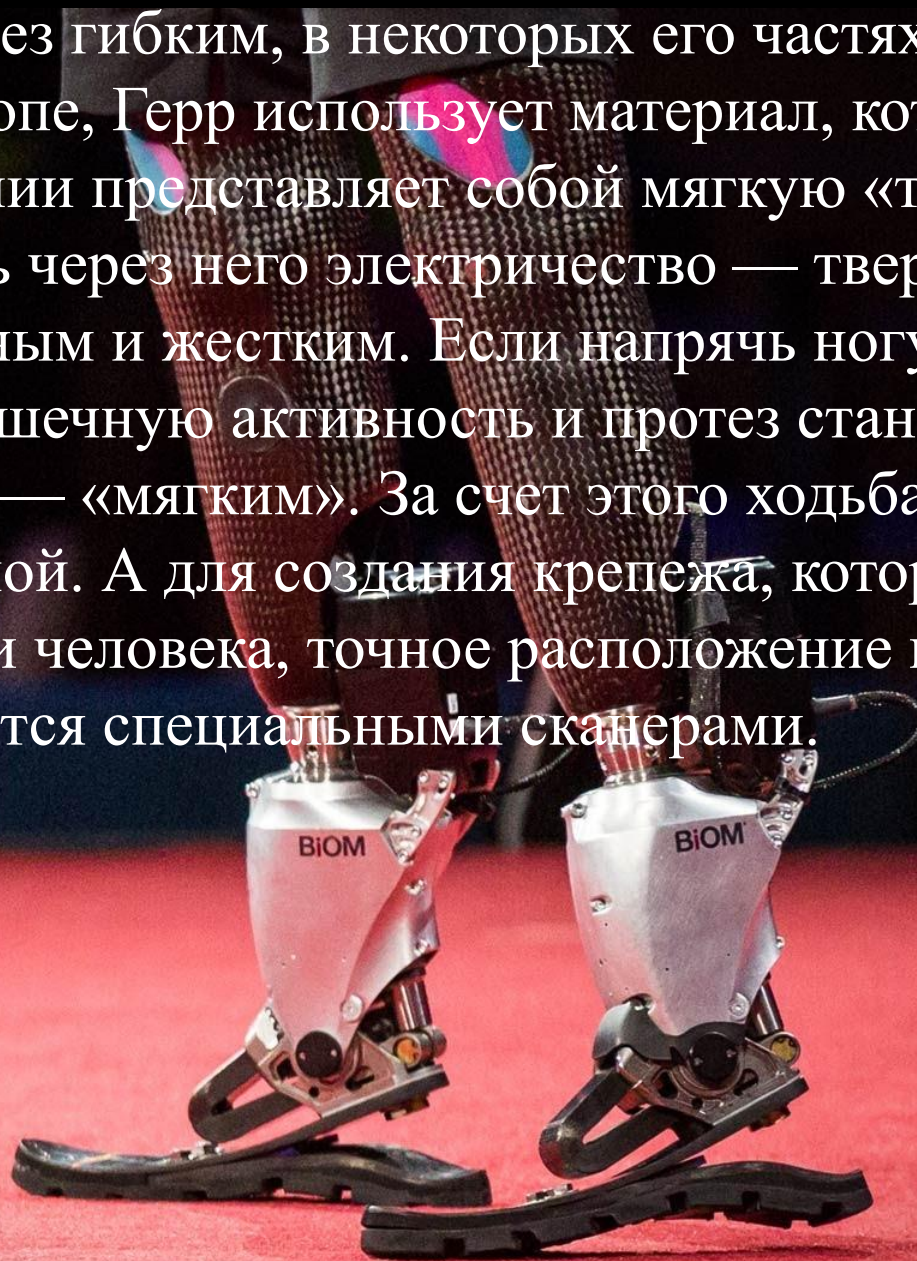 ез гибким, в некоторых его частях
опе, Герр использует материал, ко
нии представляет собой мягкую «т
ь через него электричество — твер
ным и жестким. Если напрячь ногу
шечную активность и протез стан
— «мягким». За счет этого ходьба
ой. А для создания крепежа, котор
и человека, точное расположение
тся специальными сканерами.
BiOM
BiOM